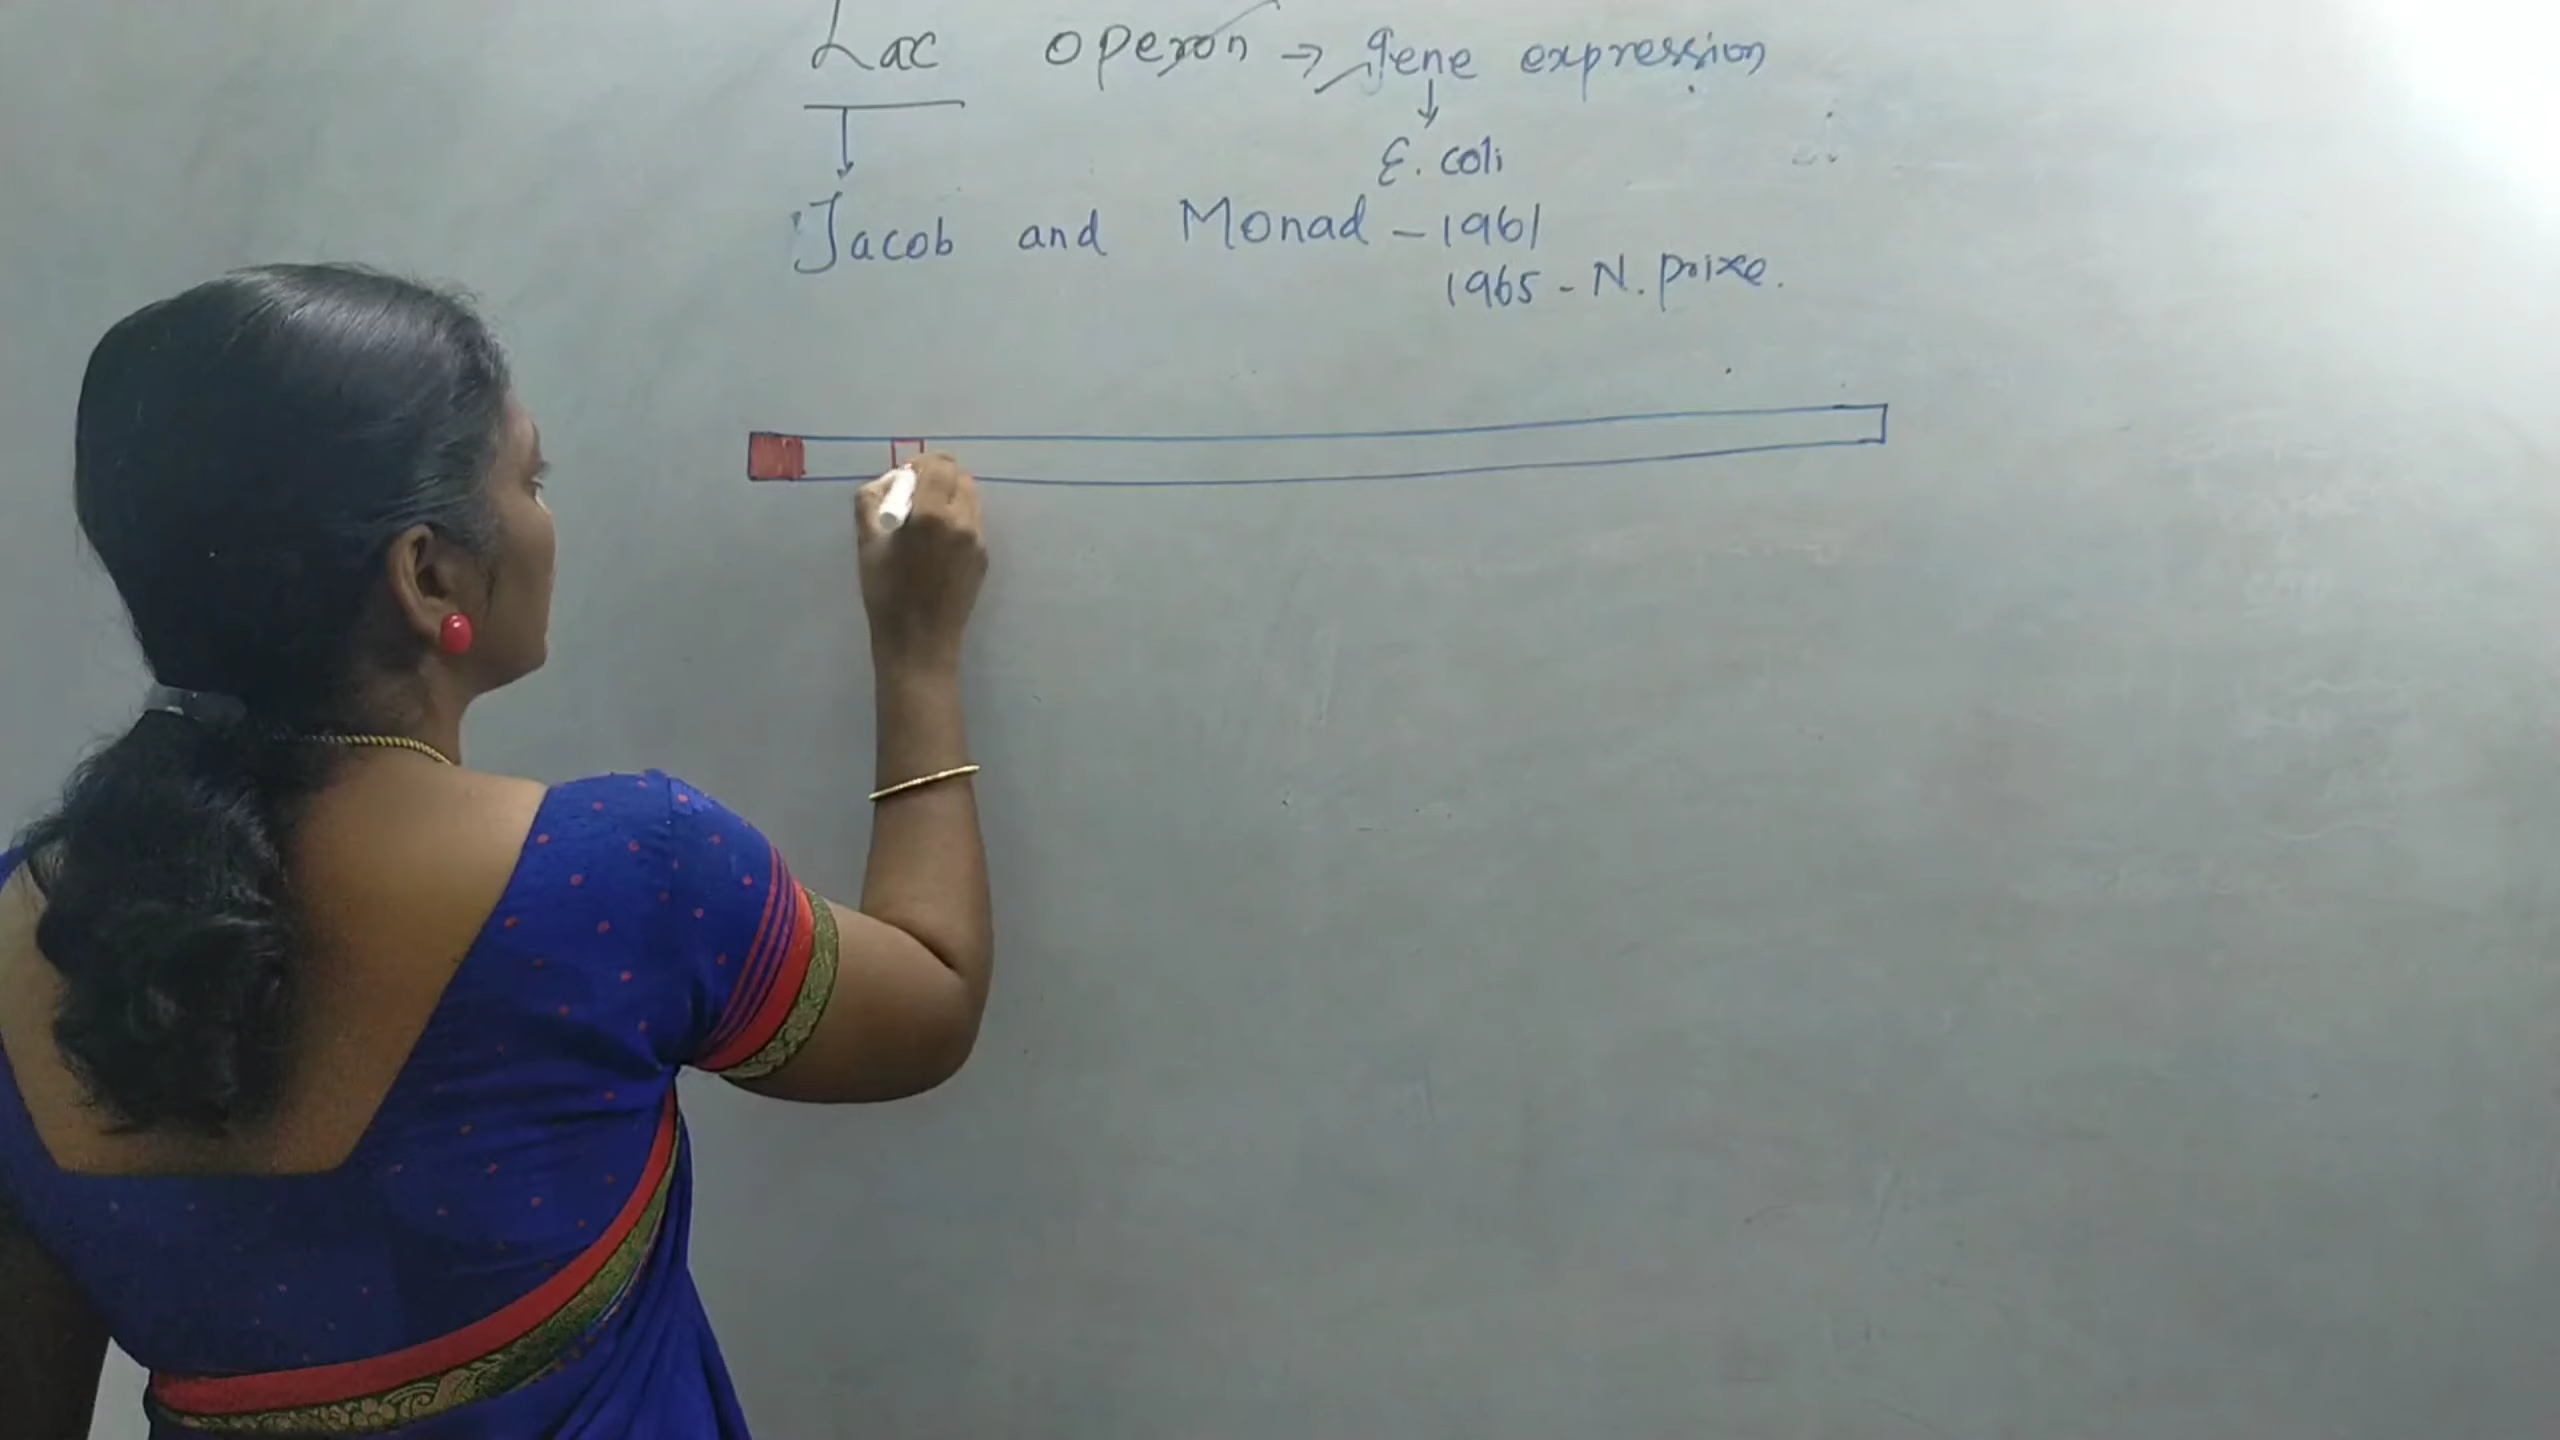 Lac operon → gene expression
E. coli
Jacob and Monad - 1961
1965 - N. prize.